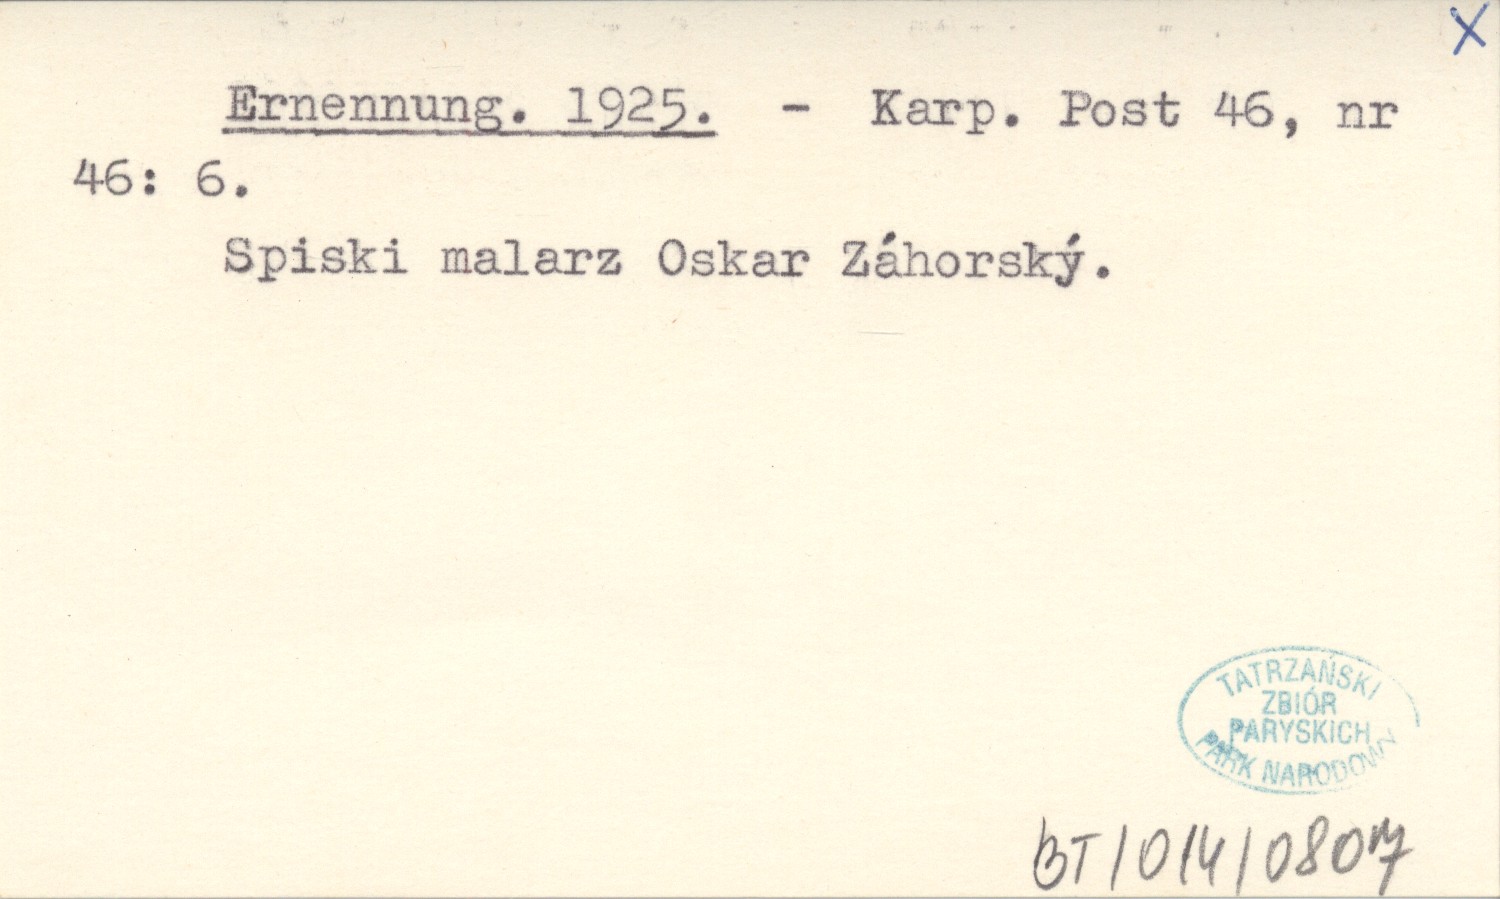 X
Ernennung. 1925. - Karp. Post 46, nr
46: 6.
Spiski malarz Oskar Záhorský.
TATRZAŃSKI
ZBIÓR
PARYSKICH
PARK NARODOWY
BT/014/0807